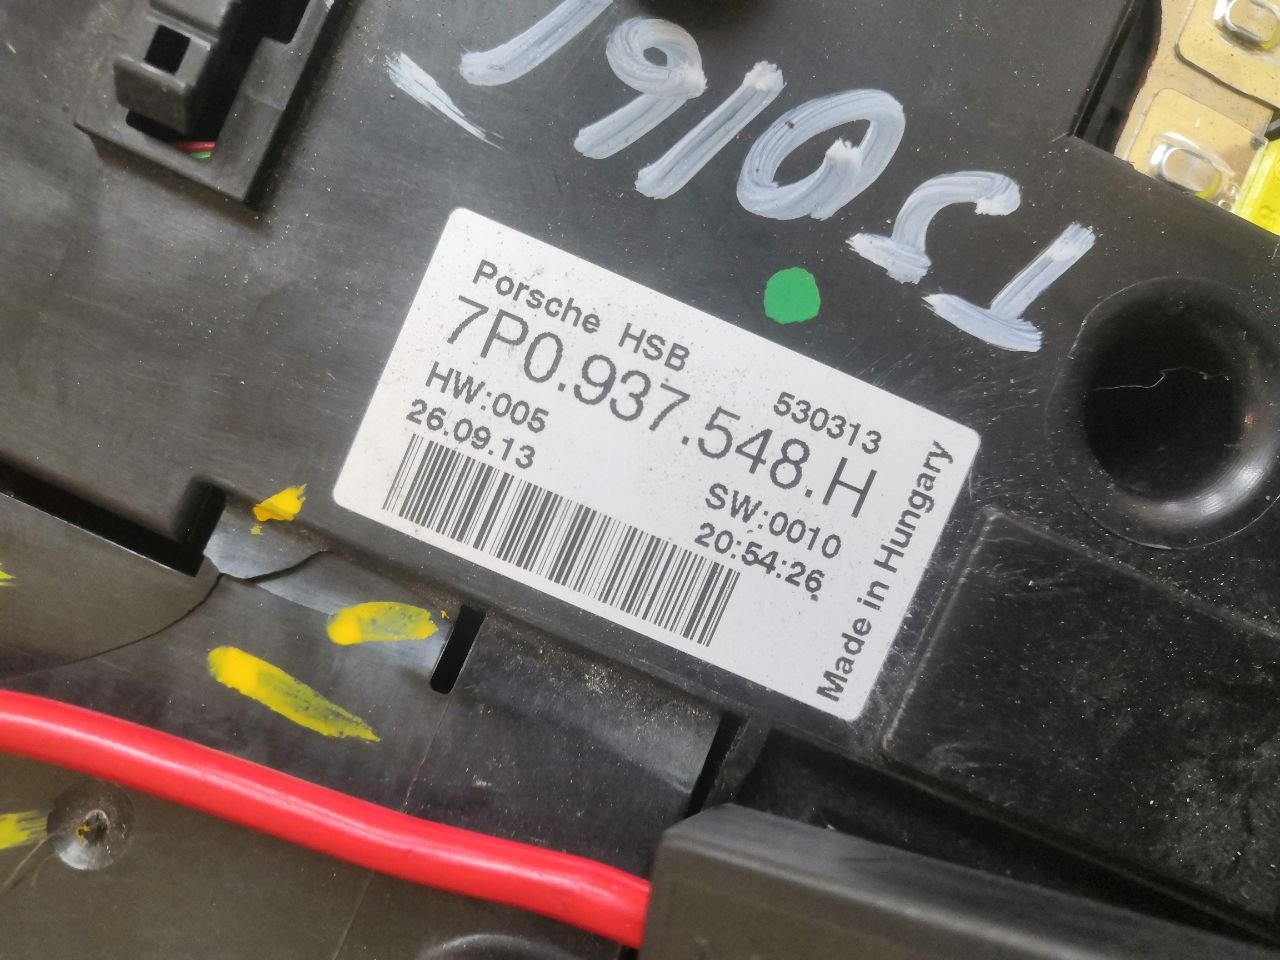 Porsche HSB 530313
7P0.937.548.H
HW:005 SW:0010
26.09.13 20:54:26
Made in Hungary